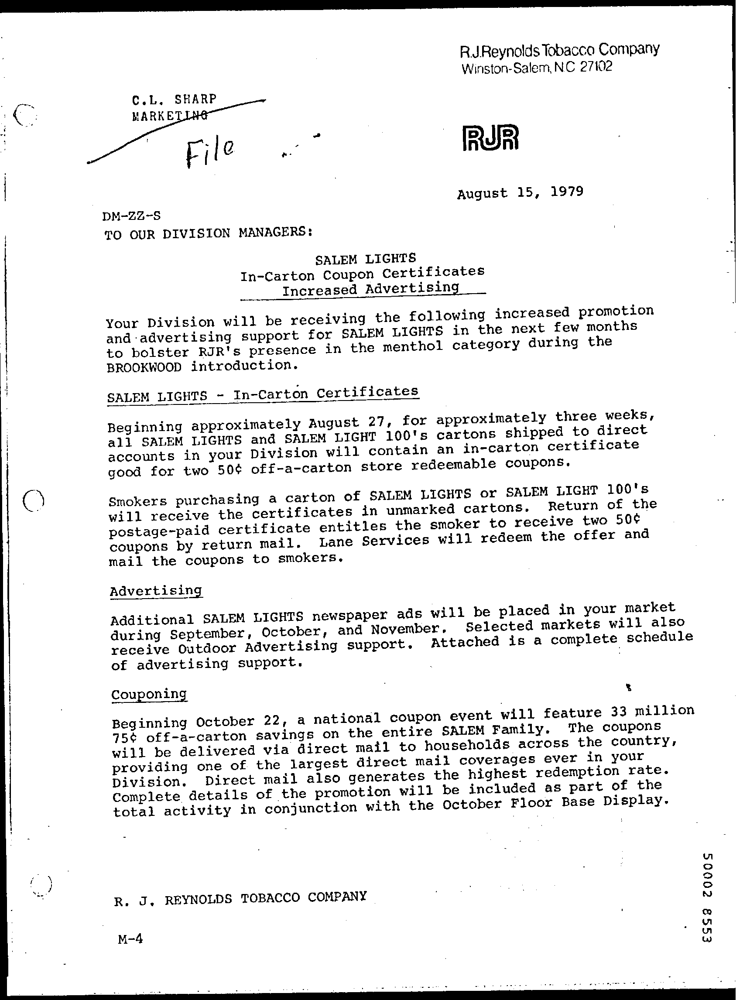 R.J.Reynolds Tobacco Company
Winston-Salem, NC 27102
C.L. SHARP
MARKETING
File
RJR
August 15, 1979
DM-ZZ-S
TO OUR DIVISION MANAGERS:
SALEM LIGHTS
In-Carton Coupon Certificates
Increased Advertising
Your Division will be receiving the following increased promotion
and advertising support for SALEM LIGHTS in the next few months
to bolster RJR's presence in the menthol category during the
BROOKWOOD introduction.
SALEM LIGHTS - In-Carton Certificates
Beginning approximately August 27, for approximately three weeks,
all SALEM LIGHTS and SALEM LIGHT 100's cartons shipped to direct
accounts in your Division will contain an in-carton certificate
good for two 50¢ off-a-carton store redeemable coupons.
Smokers purchasing a carton of SALEM LIGHTS or SALEM LIGHT 100's
will receive the certificates in unmarked cartons. Return of the
postage-paid certificate entitles the smoker to receive two 50¢
coupons by return mail. Lane Services will redeem the offer and
mail the coupons to smokers.
Advertising
Additional SALEM LIGHTS newspaper ads will be placed in your market
during September, October, and November. Selected markets will also
receive Outdoor Advertising support. Attached is a complete schedule
of advertising support.
Couponing
Beginning October 22, a national coupon event will feature 33 million
75¢ off-a-carton savings on the entire SALEM Family. The coupons
will be delivered via direct mail to households across the country,
providing one of the largest direct mail coverages ever in your
Division. Direct mail also generates the highest redemption rate.
Complete details of the promotion will be included as part of the
total activity in conjunction with the October Floor Base Display.
R. J. REYNOLDS TOBACCO COMPANY
M-4
50002 8553